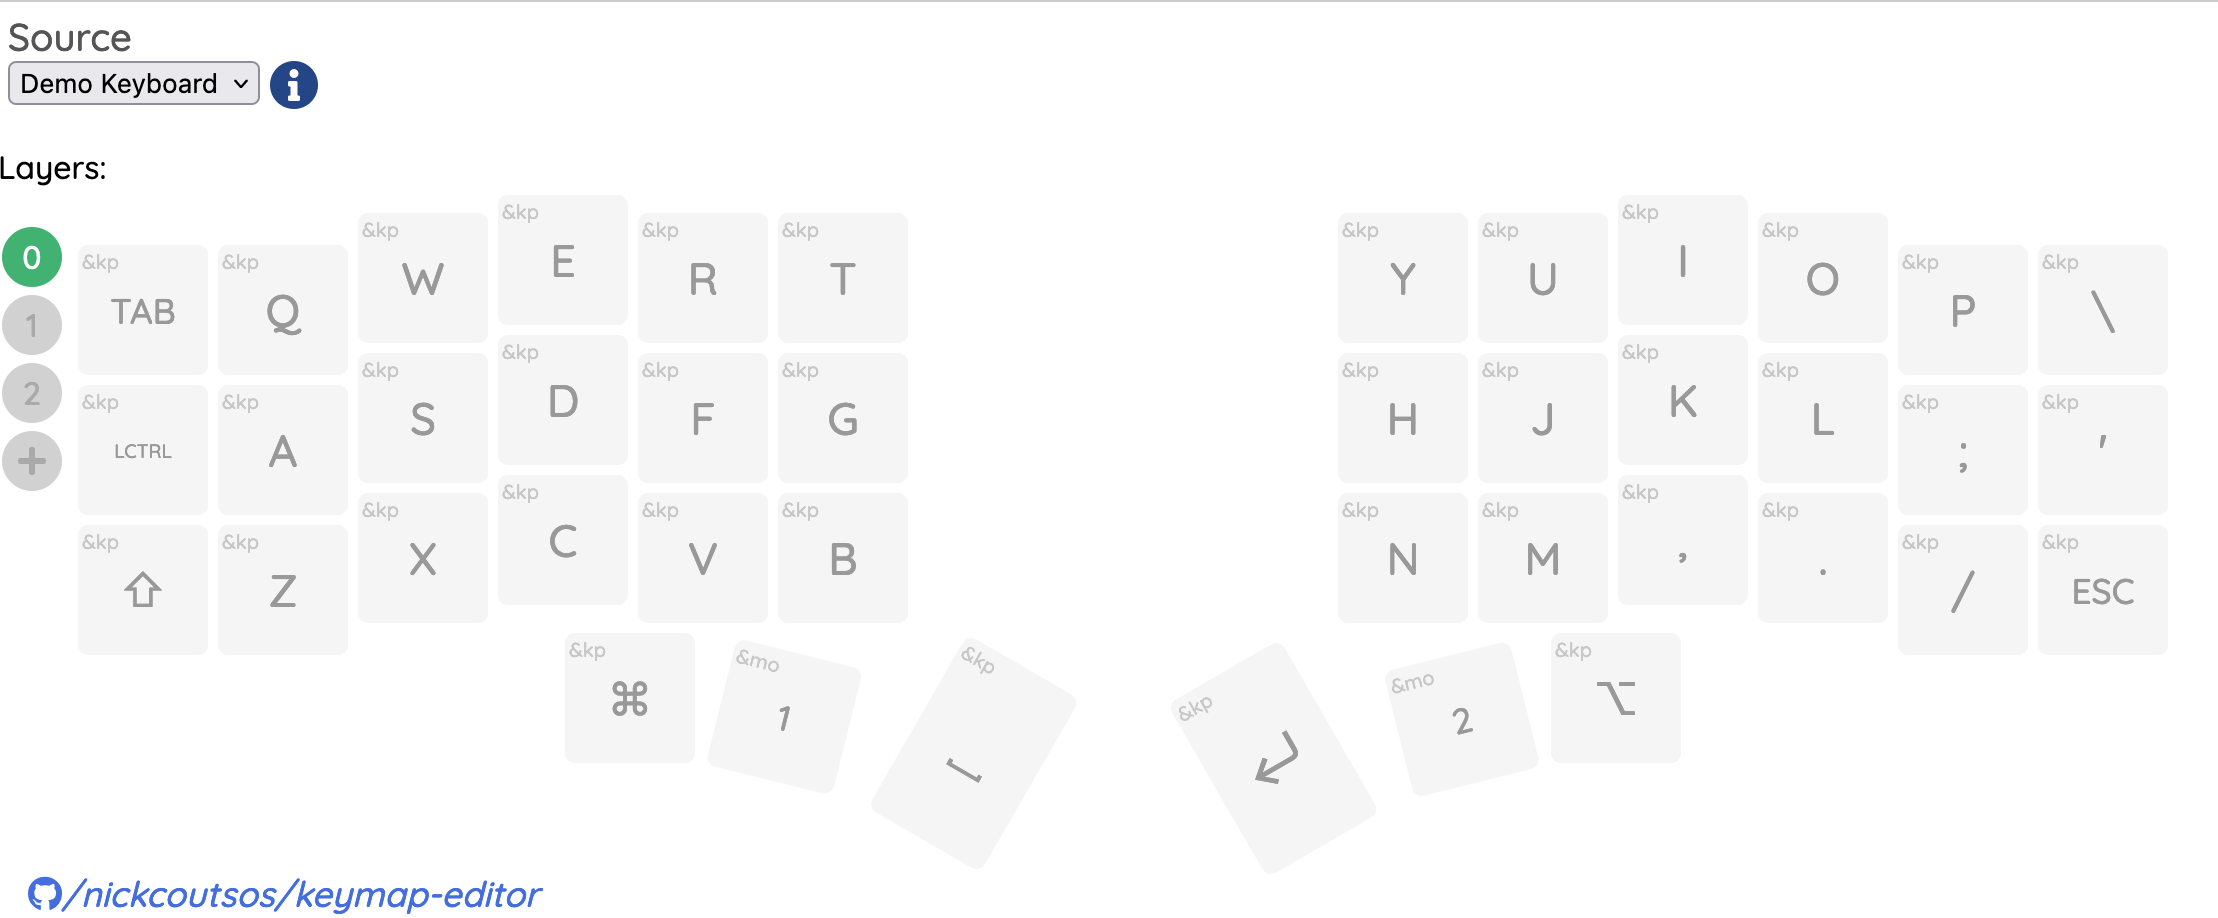 Source
Demo Keyboard
Layers:
0
1
2
+
&kp TAB &kp Q &kp W &kp E &kp R &kp T &kp Y &kp U &kp I &kp O &kp P &kp \
&kp LCTRL &kp A &kp S &kp D &kp F &kp G &kp H &kp J &kp K &kp L &kp ; &kp '
&kp ⇧ &kp Z &kp X &kp C &kp V &kp B &kp N &kp M &kp , &kp . &kp / &kp ESC
&kp ⌘ &mo 1 &kp ⎵ &kp ↵ &mo 2 &kp ⌥
/nickcoutsos/keymap-editor